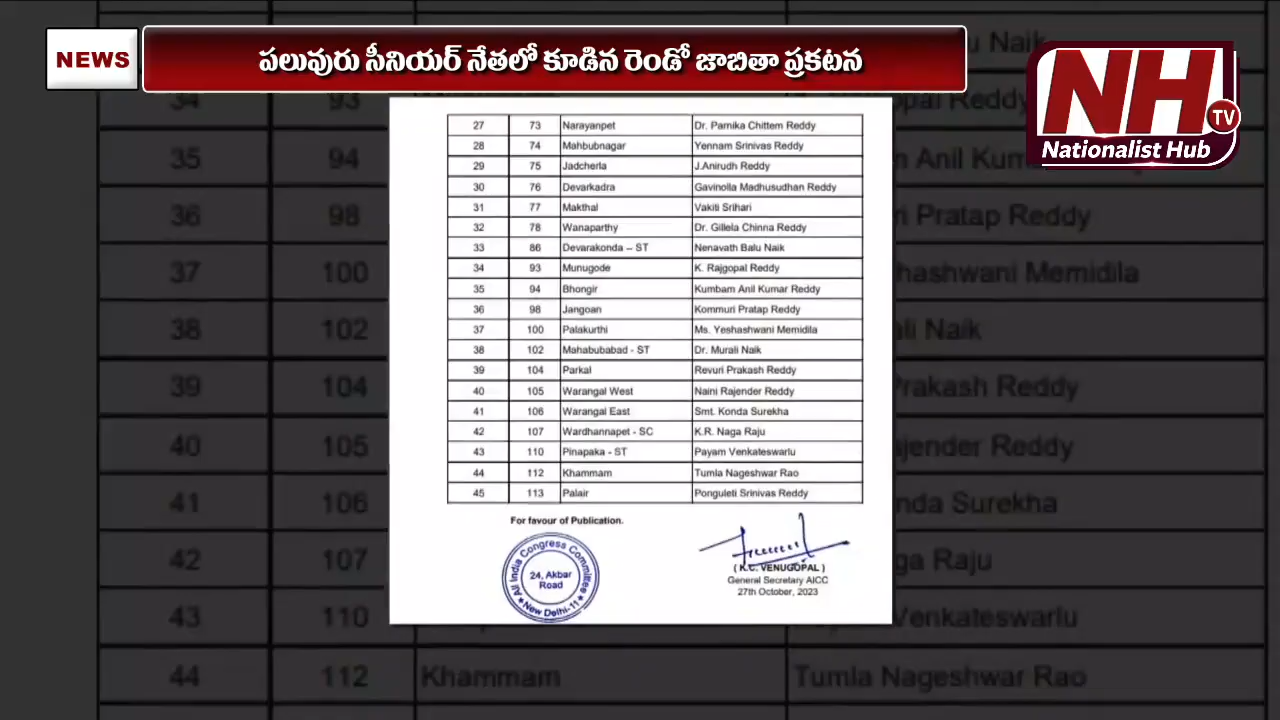 NEWS
పలువురు సీనియర్ నేతలో కూడిన రెండో జాబితా ప్రకటన
NH TV
Nationalist Hub
27 73 Narayanpet Dr. Parnika Chittem Reddy
28 74 Mahbubnagar Yennam Srinivas Reddy
29 75 Jadcherla J.Anirudh Reddy
30 76 Devarkadra Gavinolla Madhusudhan Reddy
31 77 Makthal Vakiti Srihari
32 78 Wanaparthy Dr. Gillela Chinna Reddy
33 86 Devarakonda – ST Nenavath Balu Naik
34 93 Munugode K. Rajgopal Reddy
35 94 Bhongir Kumbam Anil Kumar Reddy
36 98 Jangoan Kommuri Pratap Reddy
37 100 Palakurthi Ms. Yeshashwani Memidila
38 102 Mahabubabad - ST Dr. Murali Naik
39 104 Parkal Revuri Prakash Reddy
40 105 Warangal West Naini Rajender Reddy
41 106 Warangal East Smt. Konda Surekha
42 107 Wardhannapet - SC K.R. Naga Raju
43 110 Pinapaka - ST Payam Venkateswarlu
44 112 Khammam Tumla Nageshwar Rao
45 113 Palair Ponguleti Srinivas Reddy
For favour of Publication.
All India Congress Committee
24, Akbar
Road
New Delhi-11
( K.C. VENUGOPAL )
General Secretary AICC
27th October, 2023
Naik
34 93 opal Reddy
35 94 Anil Kum
36 98 Pratap Reddy
37 100 hashwani Memidila
38 102 Naik
39 104 Prakash Reddy
40 105 jender Reddy
41 106 nda Surekha
42 107 ga Raju
43 110 Venkateswarlu
44 112 Khammam Tumla Nageshwar Rao